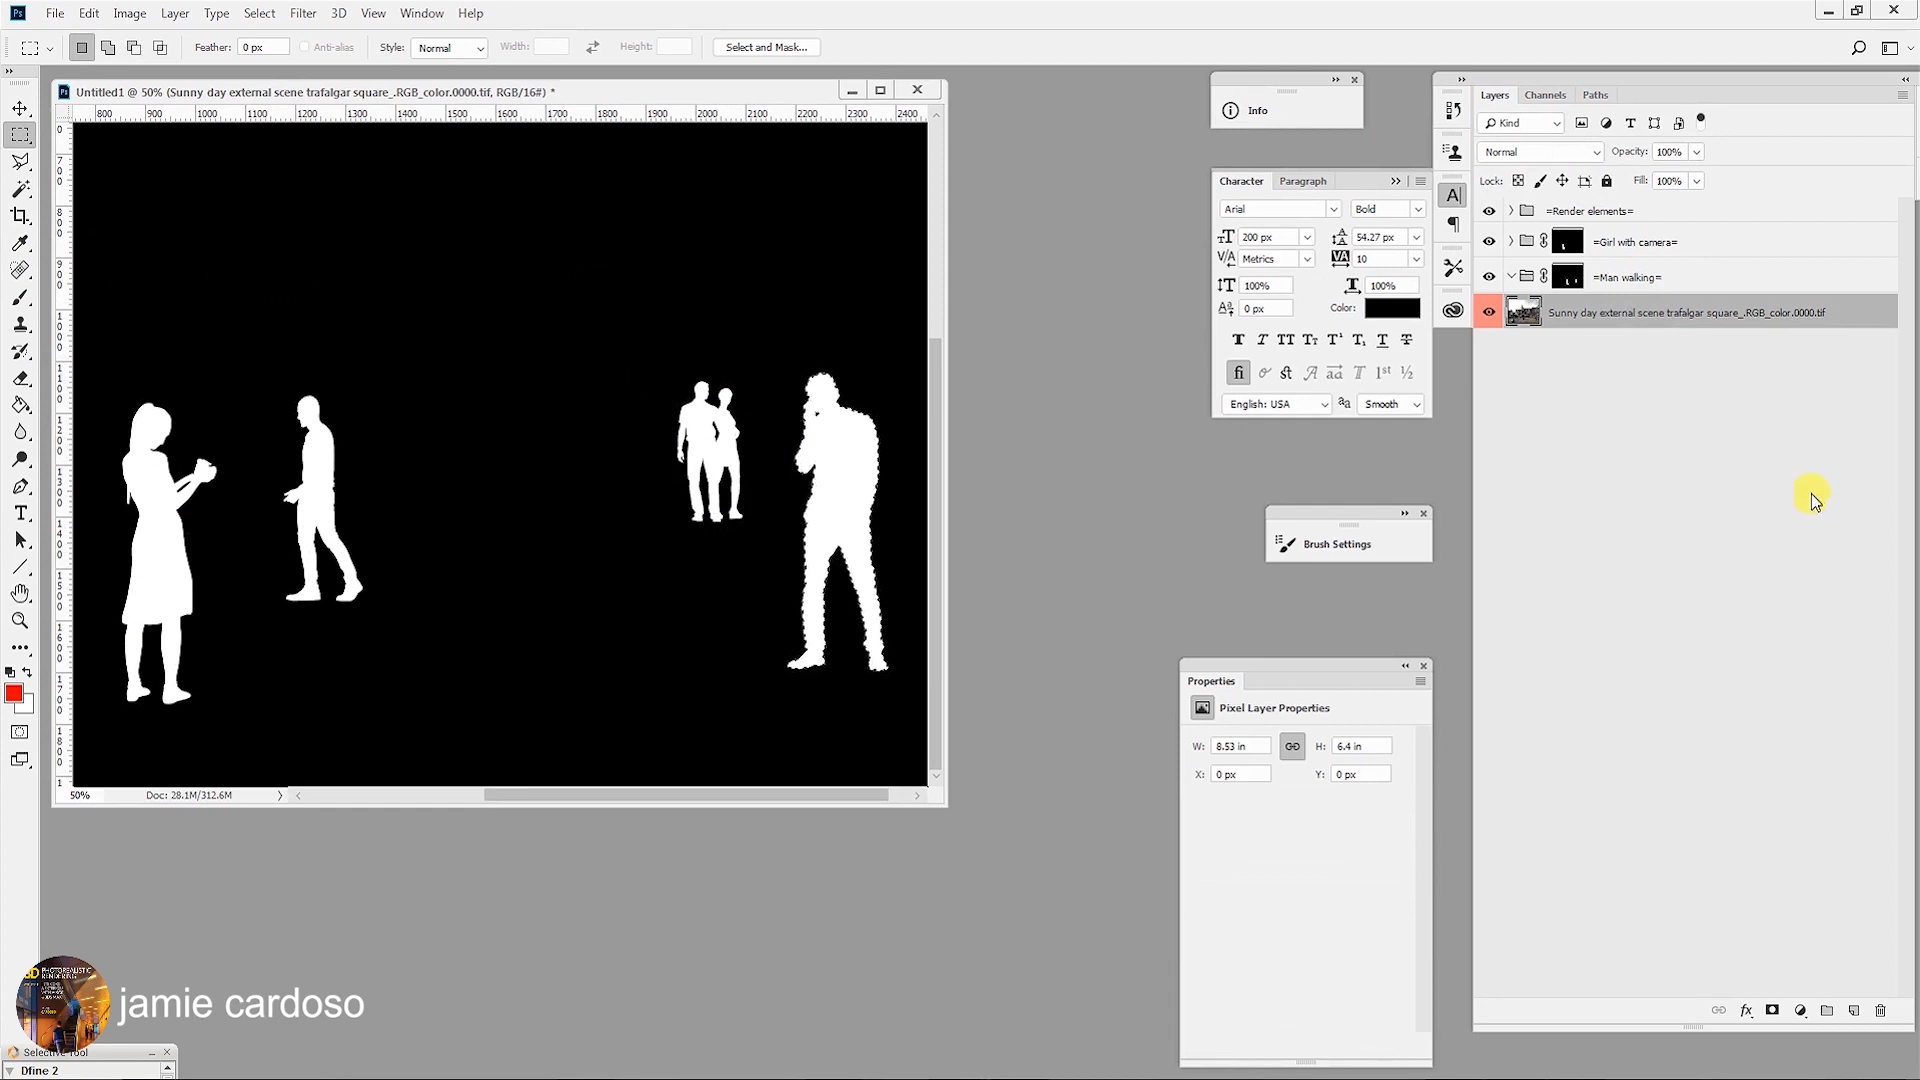 File Edit Image Layer Type Select Filter 3D View Window Help
Feather: 0 px Anti-alias Style: Normal Width: Height: Select and Mask...
Untitled1 @ 50% (Sunny day external scene trafalgar square_.RGB_color.0000.tif, RGB/16#) *
800 900 1000 1100 1200 1300 1400 1500 1600 1700 1800 1900 2000 2100 2200 2300 2400
50% Doc: 28.1M/312.6M
Info
Character Paragraph
Arial Bold
200 px 54.27 px
Metrics 10
100% 100%
0 px Color:
English: USA Smooth
Brush Settings
Properties
Pixel Layer Properties
W: 8.53 in H: 6.4 in
X: 0 px Y: 0 px
Layers Channels Paths
Kind
Normal Opacity: 100%
Lock: Fill: 100%
=Render elements=
=Girl with camera=
=Man walking=
Sunny day external scene trafalgar square_.RGB_color.0000.tif
3D PHOTOREALISTIC
RENDERING
jamie cardoso
Selective Tool
Dfine 2